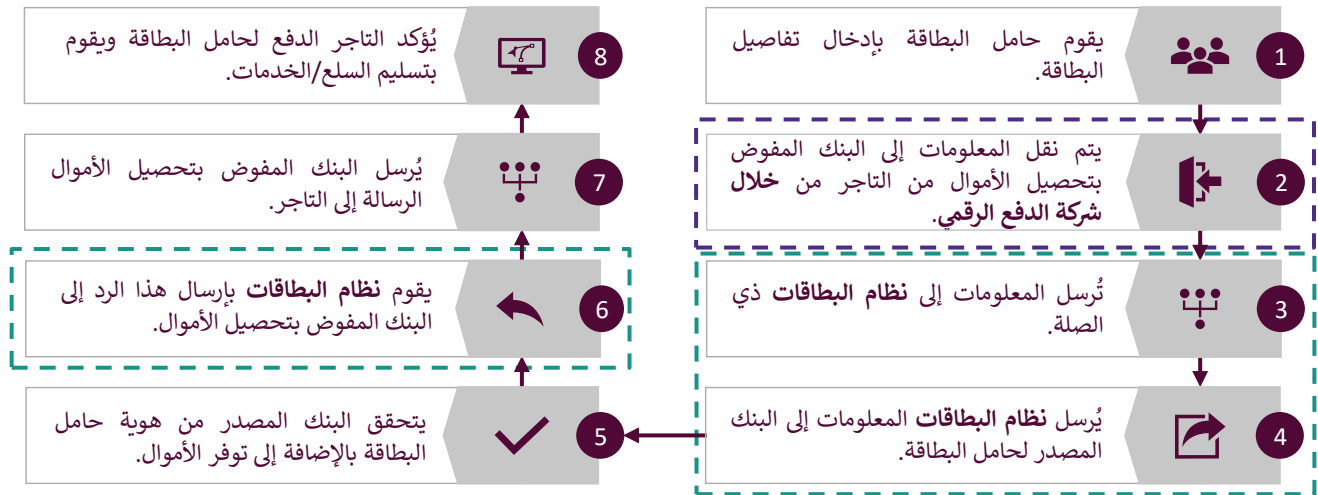 1
يقوم حامل البطاقة بإدخال تفاصيل
البطاقة.
2
يتم نقل المعلومات إلى البنك المفوض
بتحصيل الأموال من التاجر من خلال
شركة الدفع الرقمي.
3
تُرسل المعلومات إلى نظام البطاقات ذي
الصلة.
4
يُرسل نظام البطاقات المعلومات إلى البنك
المصدر لحامل البطاقة.
5
يتحقق البنك المصدر من هوية حامل
البطاقة بالإضافة إلى توفر الأموال.
6
يقوم نظام البطاقات بإرسال هذا الرد إلى
البنك المفوض بتحصيل الأموال.
7
يُرسل البنك المفوض بتحصيل الأموال
الرسالة إلى التاجر.
8
يُؤكد التاجر الدفع لحامل البطاقة ويقوم
بتسليم السلع/الخدمات.